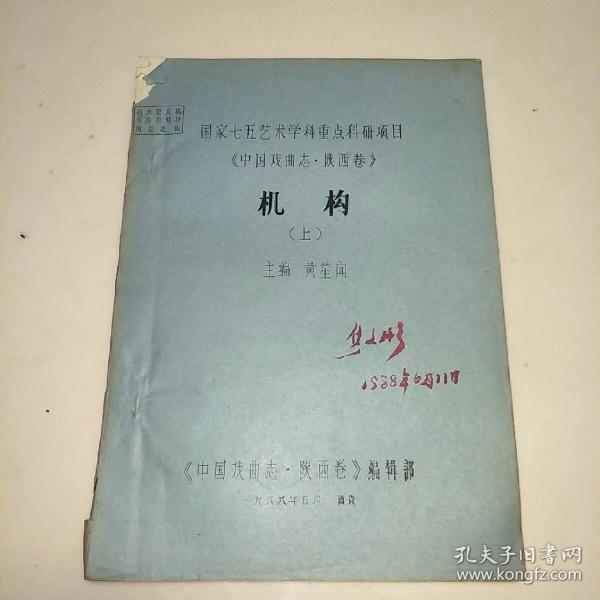 国家七五艺术学科重点科研项目
《中国戏曲志·陕西卷》
机 构
（上）
主编 黄笙闻
焦文彬
1988年6月11日
《中国戏曲志·陕西卷》编辑部
一九八八年五月 西安
孔夫子旧书网
www.kongfz.com